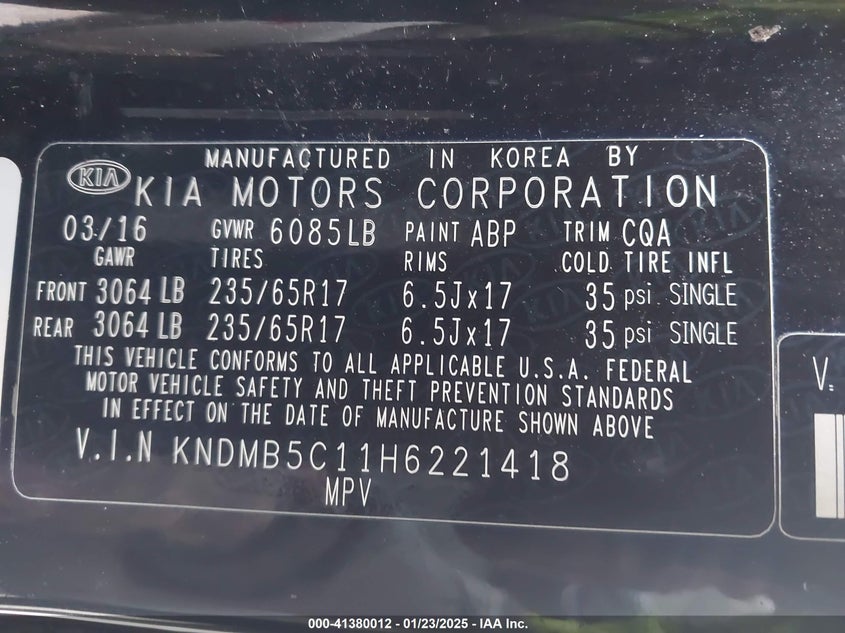 MANUFACTURED IN KOREA BY
KIA KIA MOTORS CORPORATION
03/16 GVWR 6085LB PAINT ABP TRIM CQA
GAWR TIRES RIMS COLD TIRE INFL
FRONT 3064 LB 235/65R17 6.5Jx17 35 psi SINGLE
REAR 3064 LB 235/65R17 6.5Jx17 35 psi SINGLE
THIS VEHICLE CONFORMS TO ALL APPLICABLE U.S.A. FEDERAL
MOTOR VEHICLE SAFETY AND THEFT PREVENTION STANDARDS
IN EFFECT ON THE DATE OF MANUFACTURE SHOWN ABOVE
V.I.N KNDMB5C11H6221418
MPV
V.
000-41380012 - 01/23/2025 - IAA Inc.